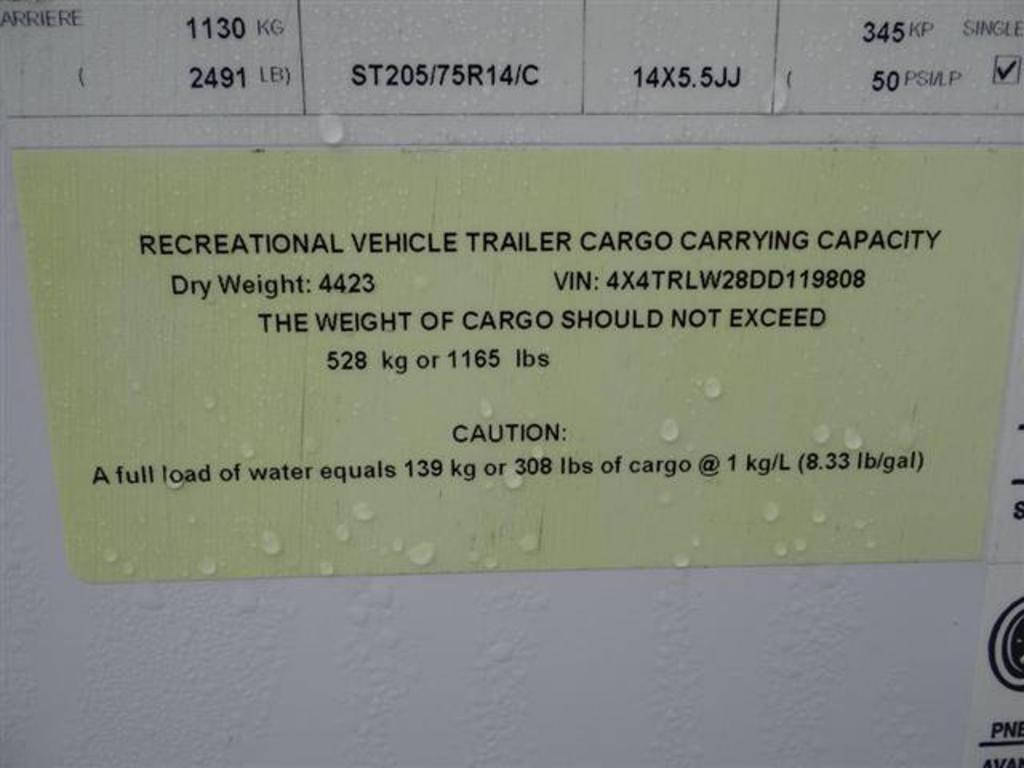 ARRIERE 1130 KG 345 KP SINGLE
( 2491 LB) ST205/75R14/C 14X5.5JJ ( 50 PSI/LP
RECREATIONAL VEHICLE TRAILER CARGO CARRYING CAPACITY
Dry Weight: 4423 VIN: 4X4TRLW28DD119808
THE WEIGHT OF CARGO SHOULD NOT EXCEED
528 kg or 1165 lbs
CAUTION:
A full load of water equals 139 kg or 308 lbs of cargo @ 1 kg/L (8.33 lb/gal)
S
PNE
AVAN